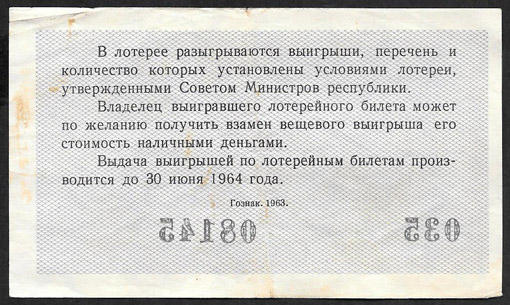 В лотерее разыгрываются выигрыши, перечень и
количество которых установлены условиями лотереи,
утвержденными Советом Министров республики.
Владелец выигравшего лотерейного билета может
по желанию получить взамен вещевого выигрыша его
стоимость наличными деньгами.
Выдача выигрышей по лотерейным билетам произ-
водится до 30 июня 1964 года.
Гознак. 1963.
035 08145